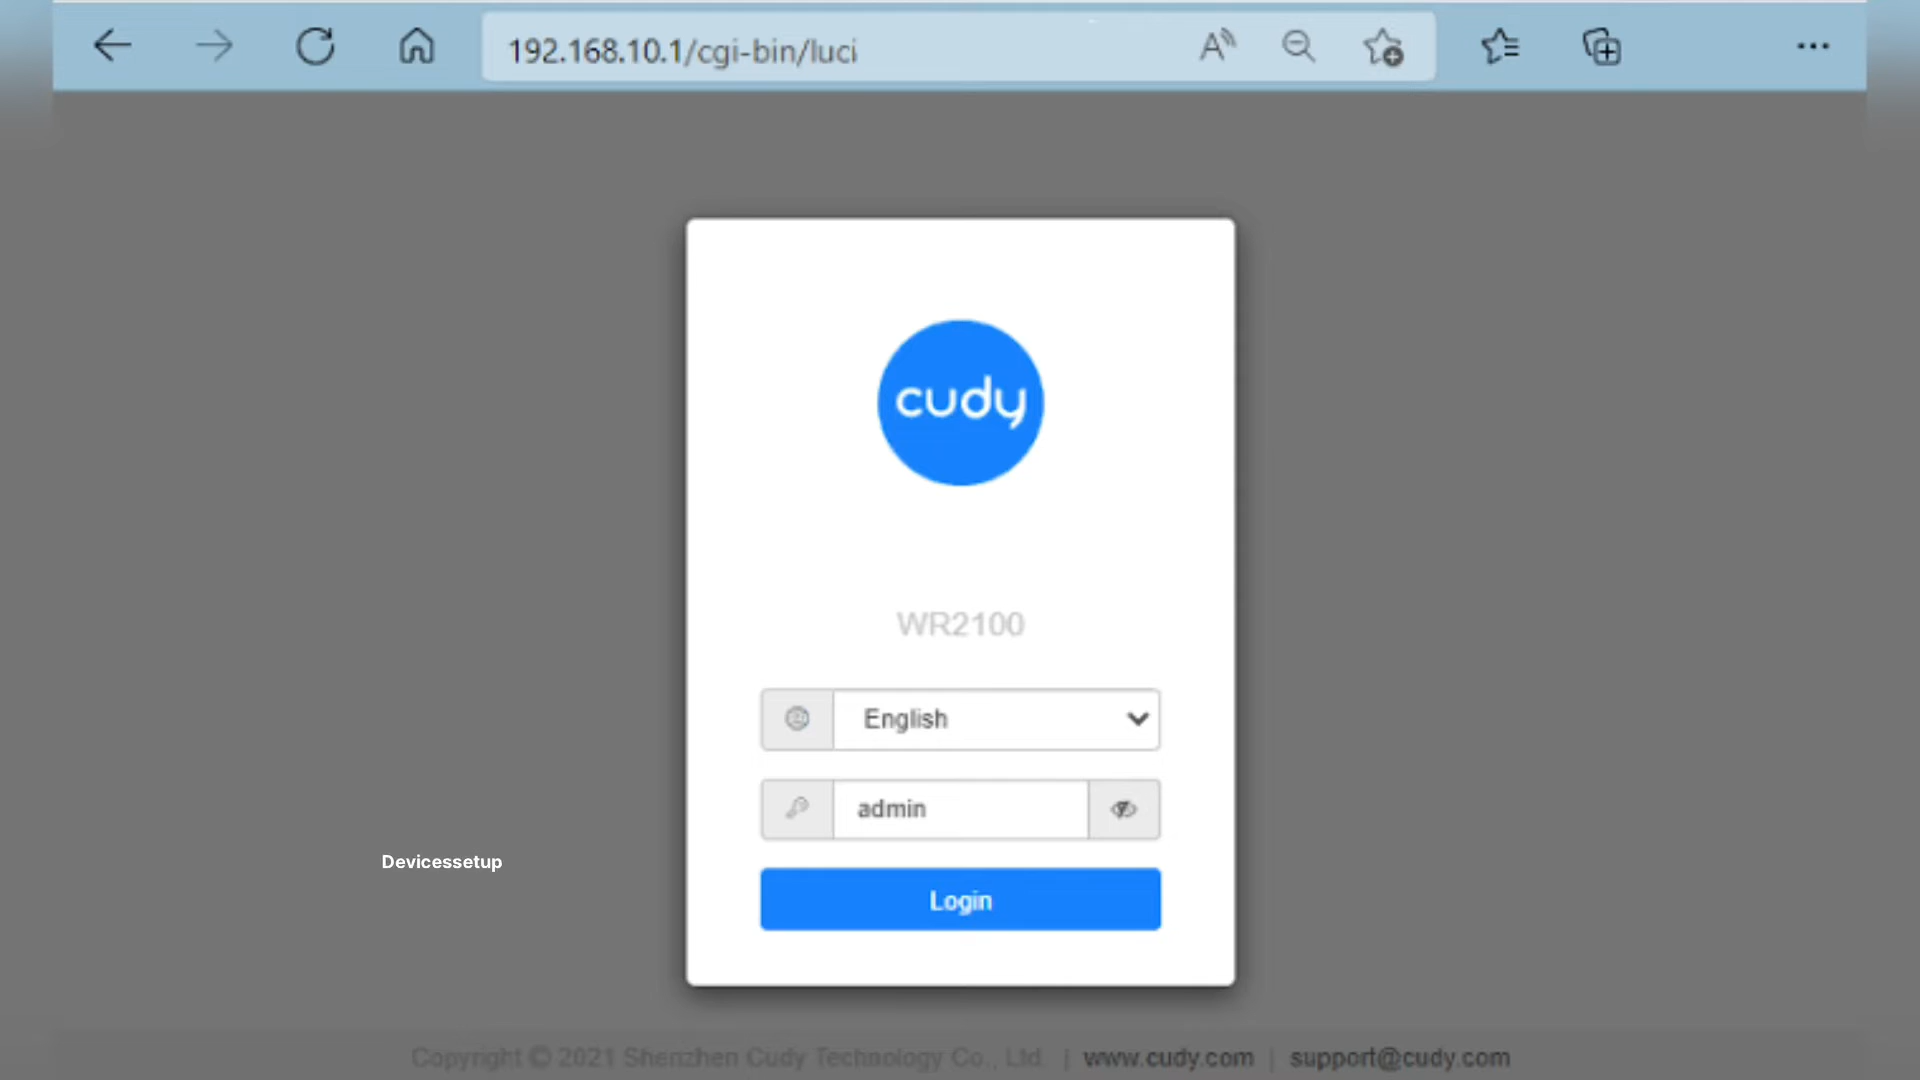 192.168.10.1/cgi-bin/luci
cudy
WR2100
English
admin
Devicessetup
Login
Copyright © 2021 Shenzhen Cudy Technology Co., Ltd. | www.cudy.com | support@cudy.com